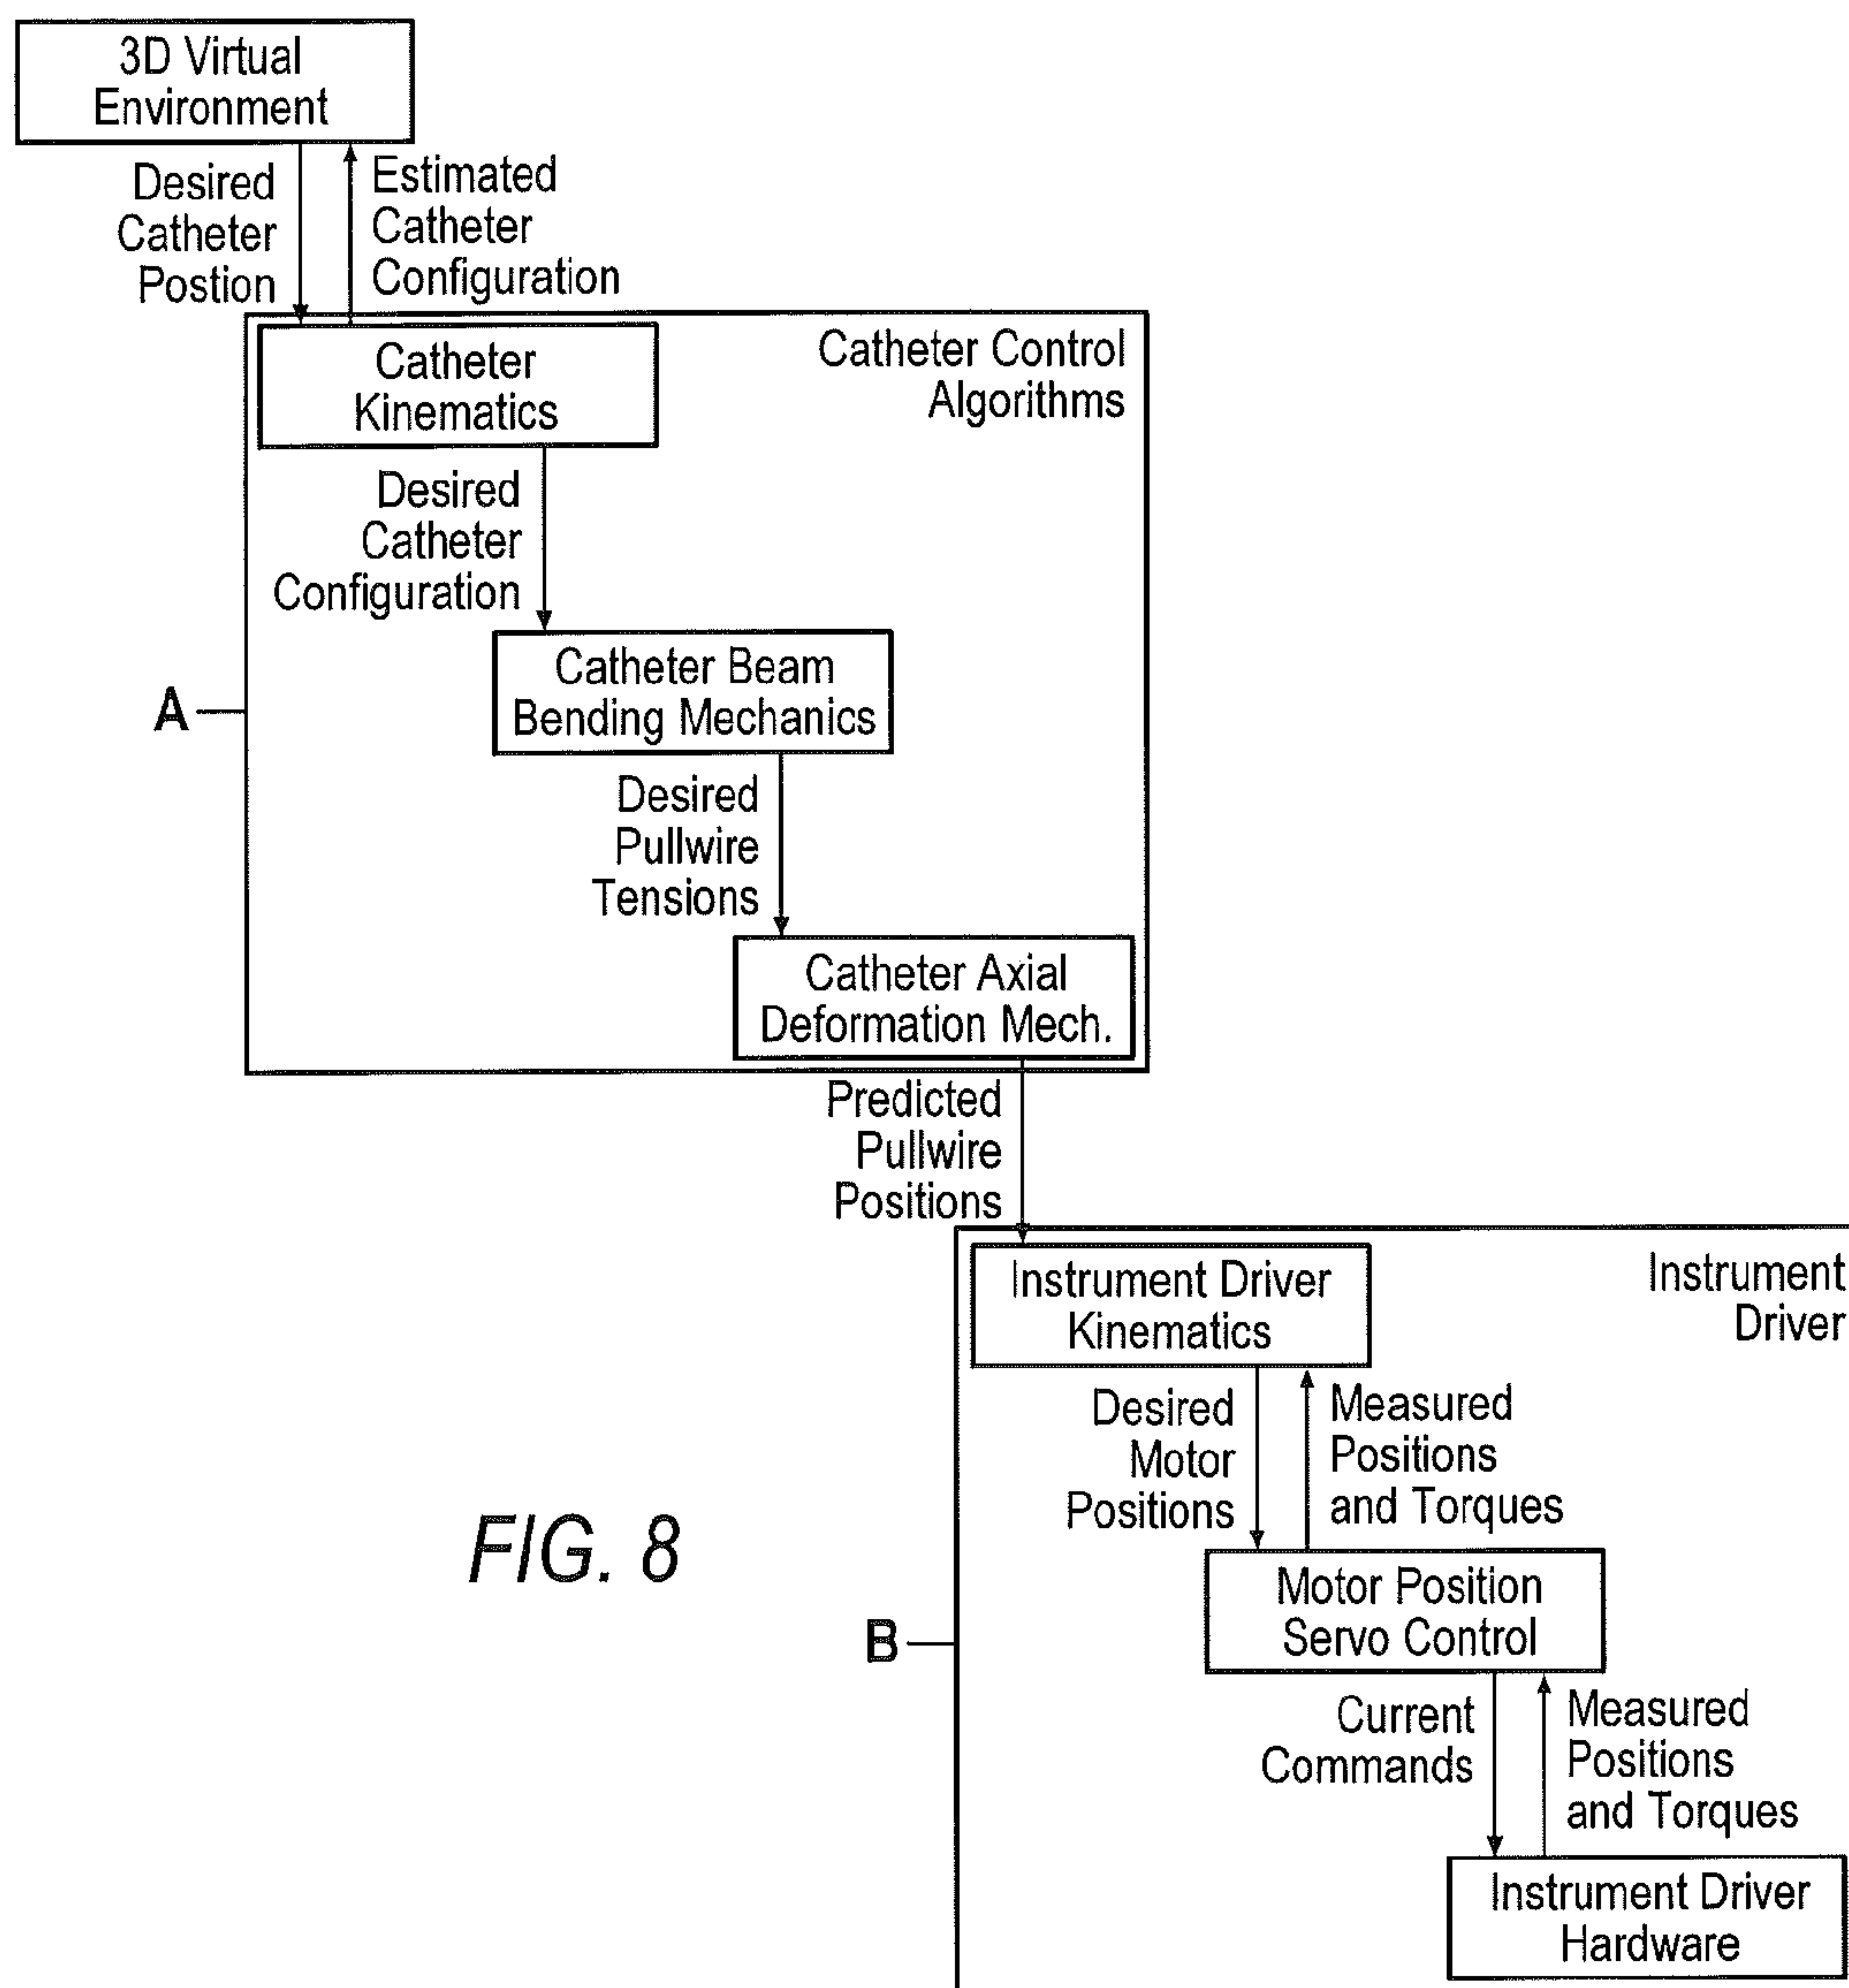 3D Virtual
Environment
Desired
Catheter
Postion
Estimated
Catheter
Configuration
Catheter
Kinematics
Catheter Control
Algorithms
Desired
Catheter
Configuration
Catheter Beam
Bending Mechanics
A
Desired
Pullwire
Tensions
Catheter Axial
Deformation Mech.
Predicted
Pullwire
Positions
Instrument Driver
Kinematics
Instrument
Driver
Desired
Motor
Positions
Measured
Positions
and Torques
FIG. 8
Motor Position
Servo Control
B
Current
Commands
Measured
Positions
and Torques
Instrument Driver
Hardware